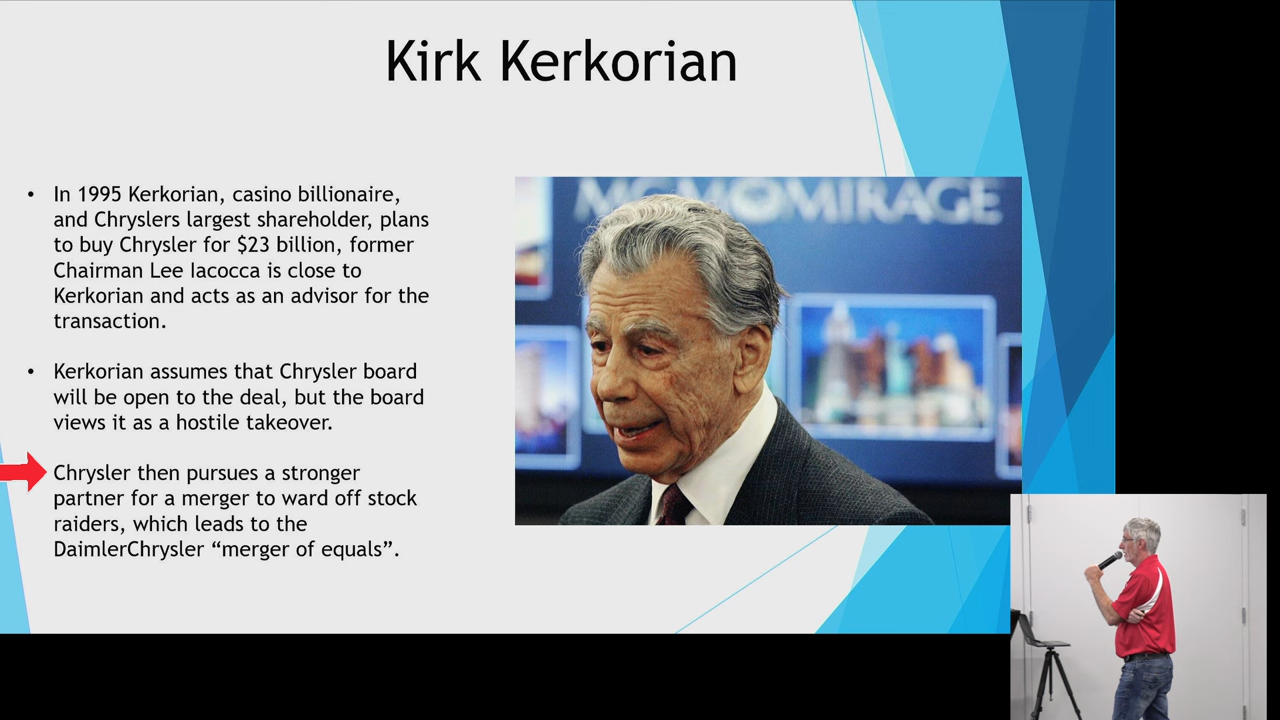 Kirk Kerkorian
• In 1995 Kerkorian, casino billionaire,
and Chryslers largest shareholder, plans
to buy Chrysler for $23 billion, former
Chairman Lee Iacocca is close to
Kerkorian and acts as an advisor for the
transaction.
• Kerkorian assumes that Chrysler board
will be open to the deal, but the board
views it as a hostile takeover.
Chrysler then pursues a stronger
partner for a merger to ward off stock
raiders, which leads to the
DaimlerChrysler “merger of equals”.
MGM MIRAGE